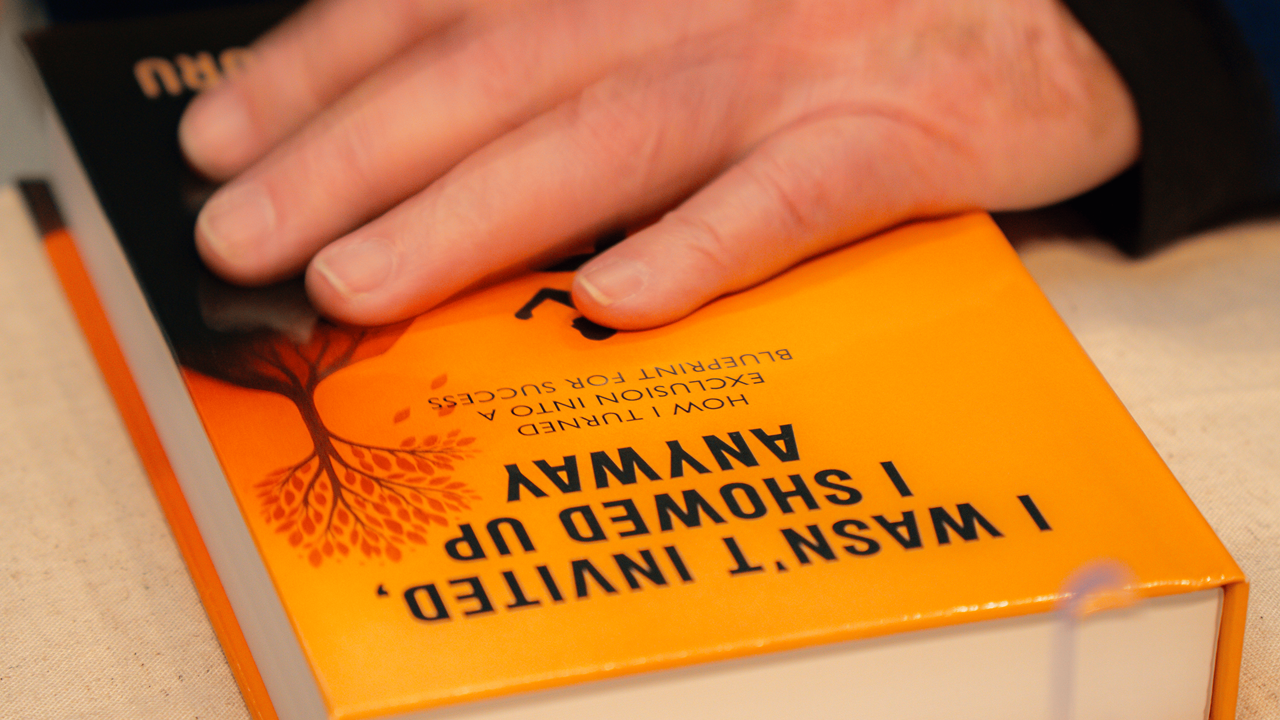 I WASN'T INVITED,
I SHOWED UP
ANYWAY
HOW I TURNED
EXCLUSION INTO A
BLUEPRINT FOR SUCCESS